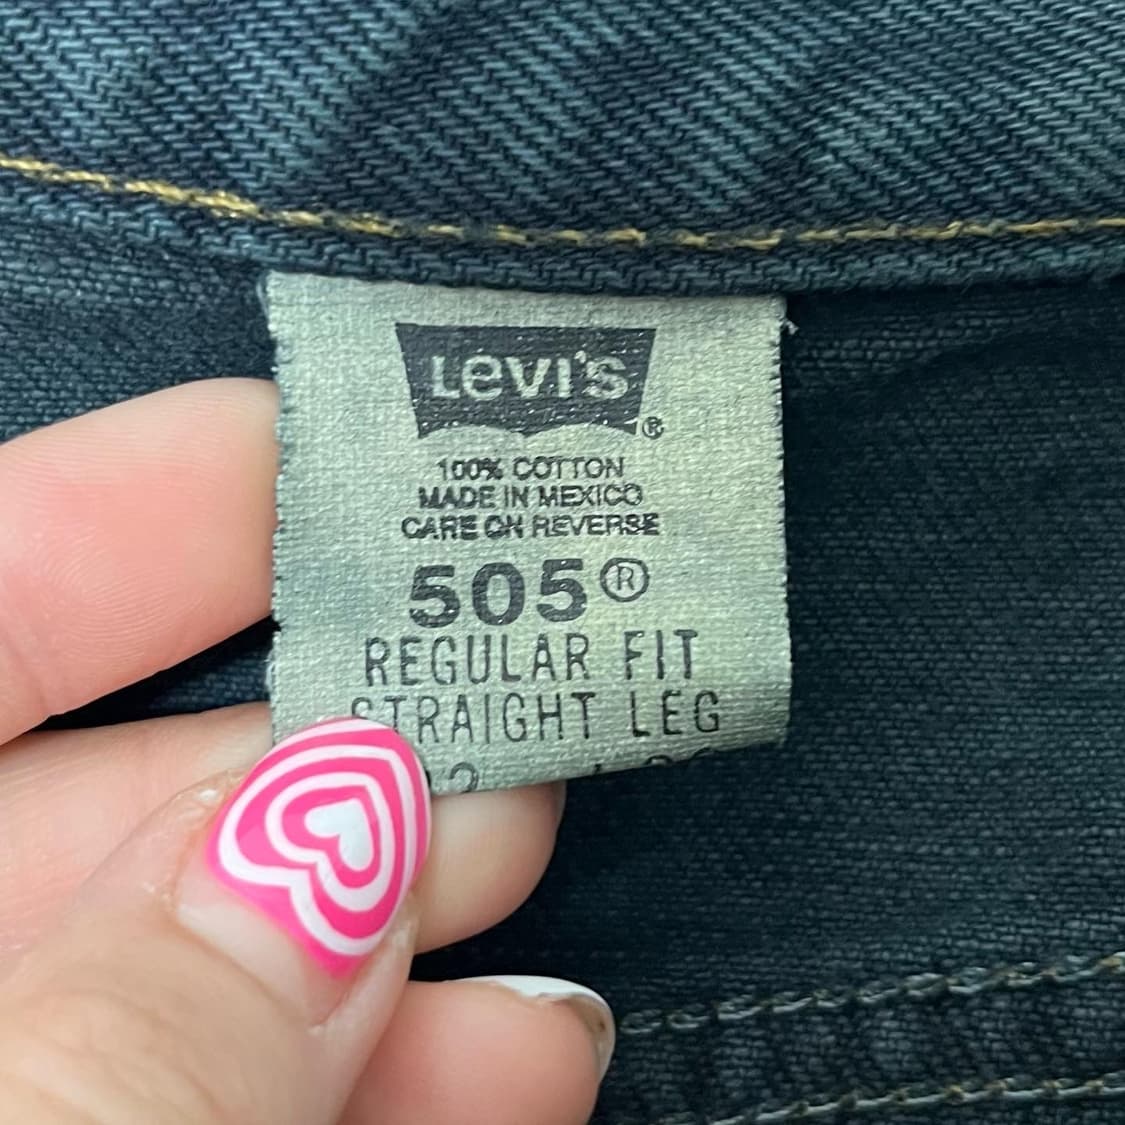 Levi's ®
100% COTTON
MADE IN MEXICO
CARE ON REVERSE
505®
REGULAR FIT
STRAIGHT LEG